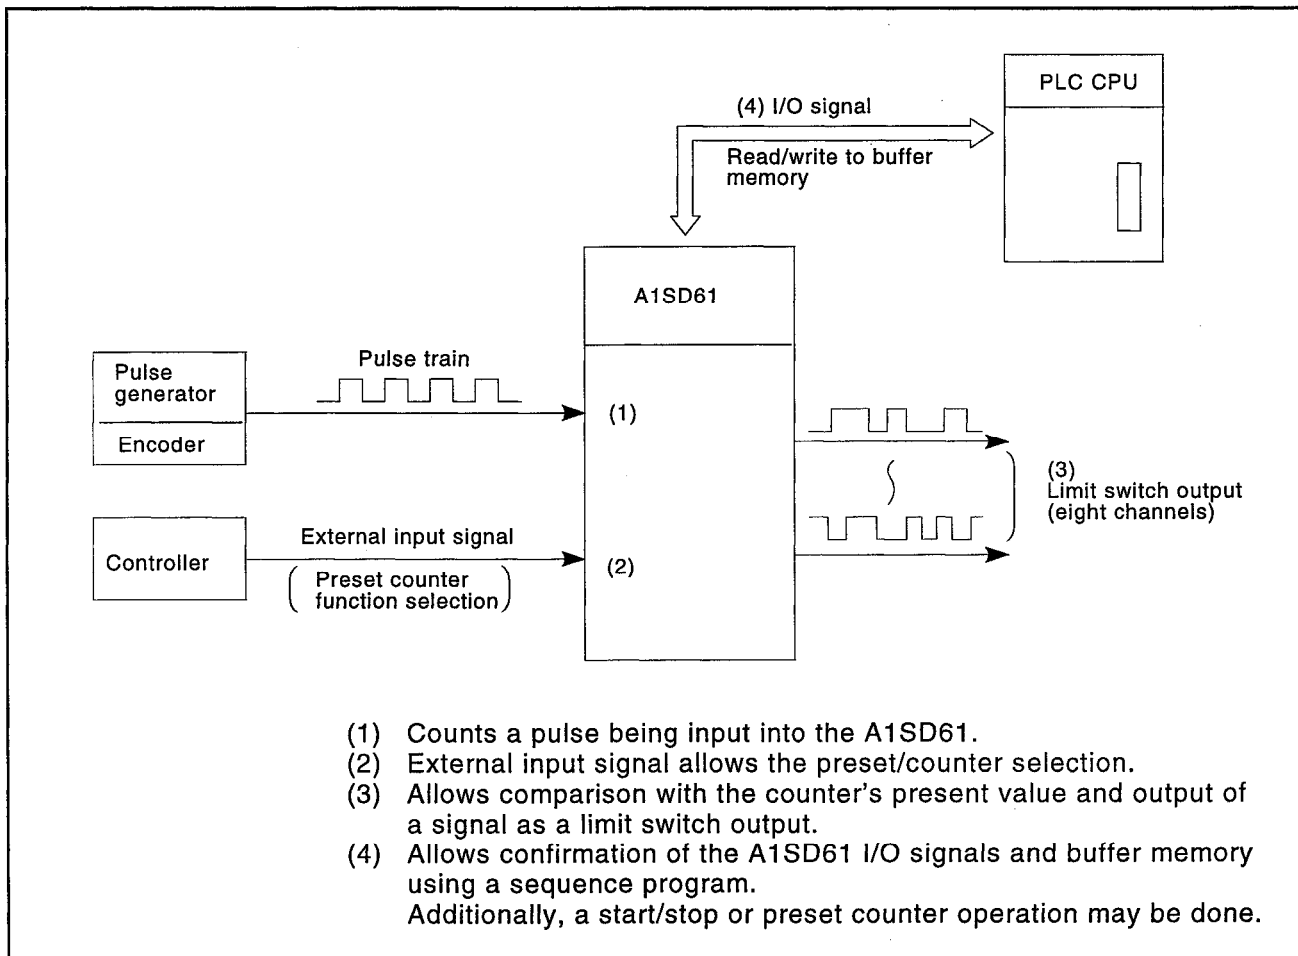 PLC CPU
(4) I/O signal
Read/write to buffer
memory
A1SD61
Pulse train
Pulse
generator
Encoder
(1)
(3)
Limit switch output
(eight channels)
External input signal
Controller
(2)
Preset counter
function selection
(1) Counts a pulse being input into the A1SD61.
(2) External input signal allows the preset/counter selection.
(3) Allows comparison with the counter's present value and output of
a signal as a limit switch output.
(4) Allows confirmation of the A1SD61 I/O signals and buffer memory
using a sequence program.
Additionally, a start/stop or preset counter operation may be done.